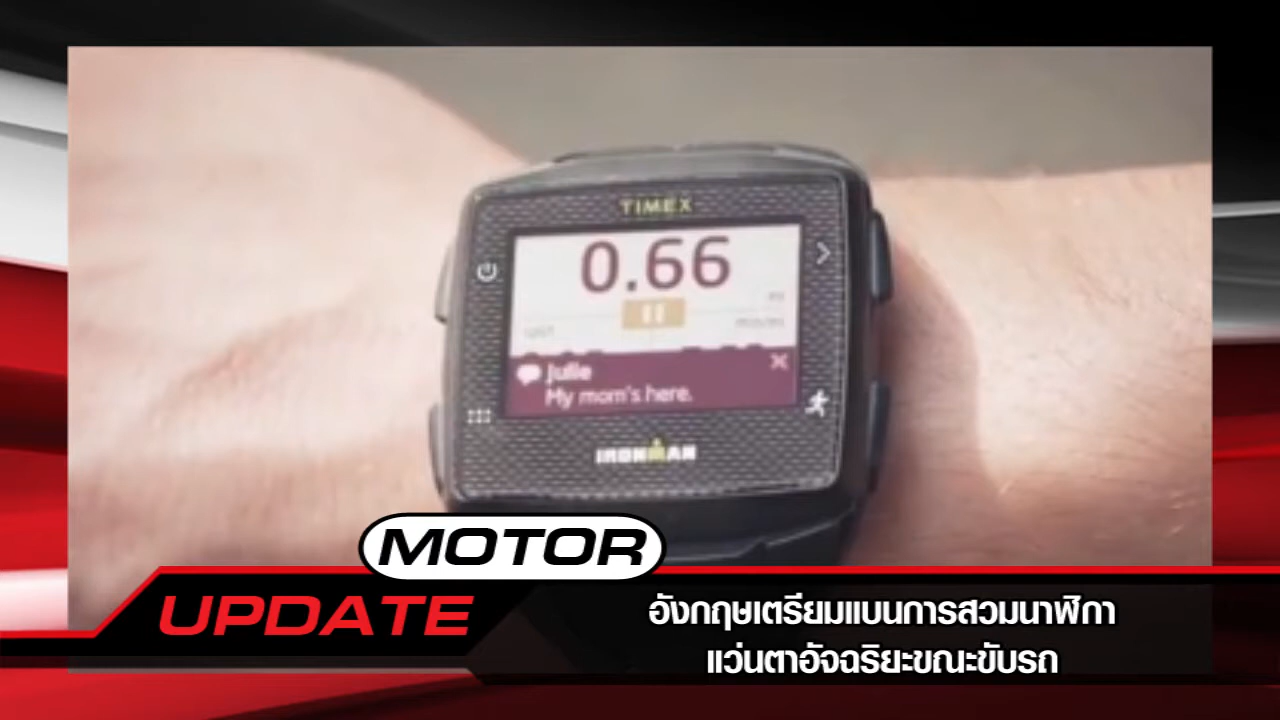 TIMEX
0.66
Julie
My mom's here.
IRONMAN
MOTOR
UPDATE
อังกฤษเตรียมแบนการสวมนาฬิกา
แว่นตาอัจฉริยะขณะขับรถ